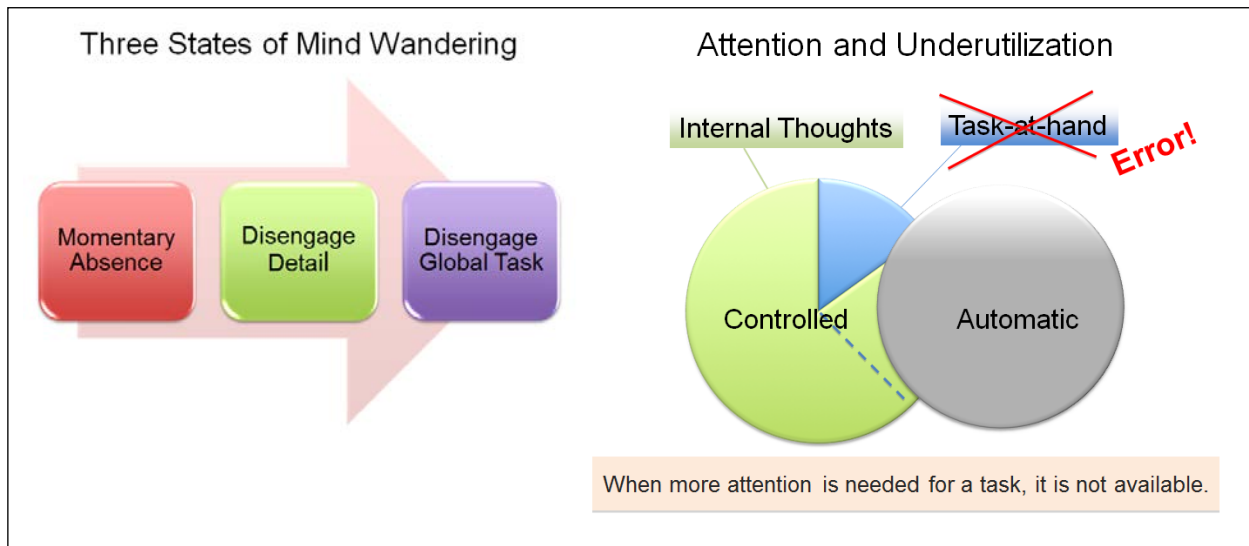 Three States of Mind Wandering
Momentary
Absence
Disengage
Detail
Disengage
Global Task
Attention and Underutilization
Internal Thoughts
Task-at-hand
Error!
Controlled
Automatic
When more attention is needed for a task, it is not available.